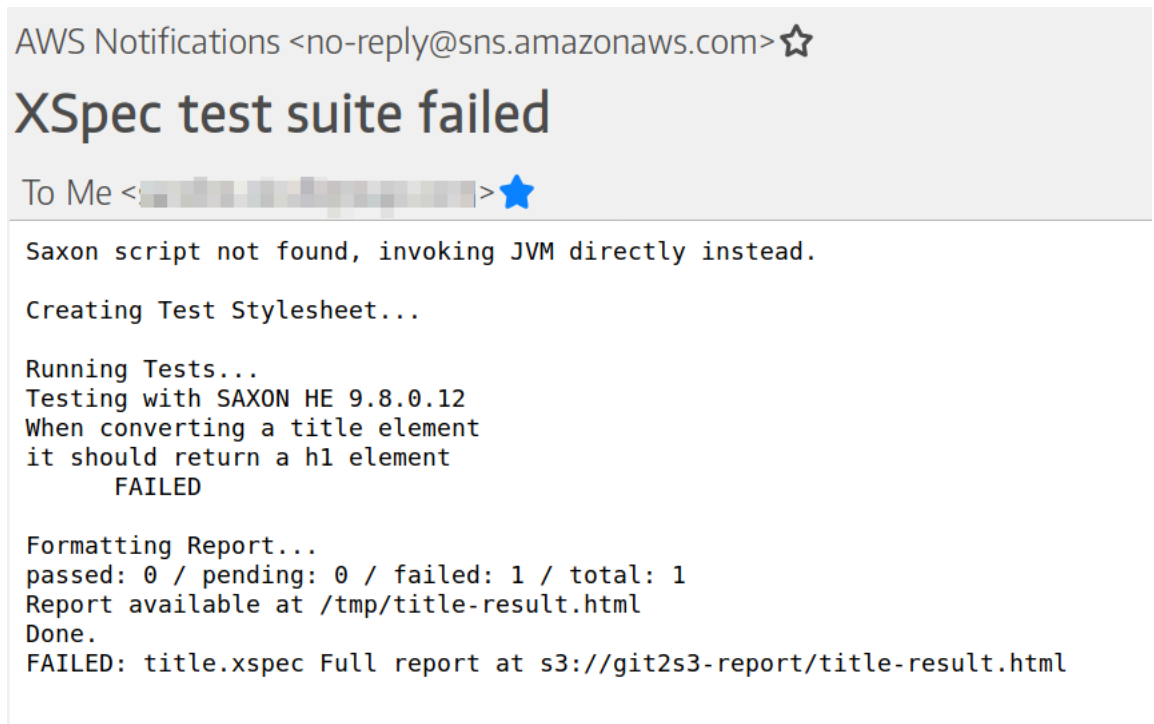 AWS Notifications <no-reply@sns.amazonaws.com>
XSpec test suite failed
To Me < >
Saxon script not found, invoking JVM directly instead.
Creating Test Stylesheet...
Running Tests...
Testing with SAXON HE 9.8.0.12
When converting a title element
it should return a h1 element
FAILED
Formatting Report...
passed: 0 / pending: 0 / failed: 1 / total: 1
Report available at /tmp/title-result.html
Done.
FAILED: title.xspec Full report at s3://git2s3-report/title-result.html